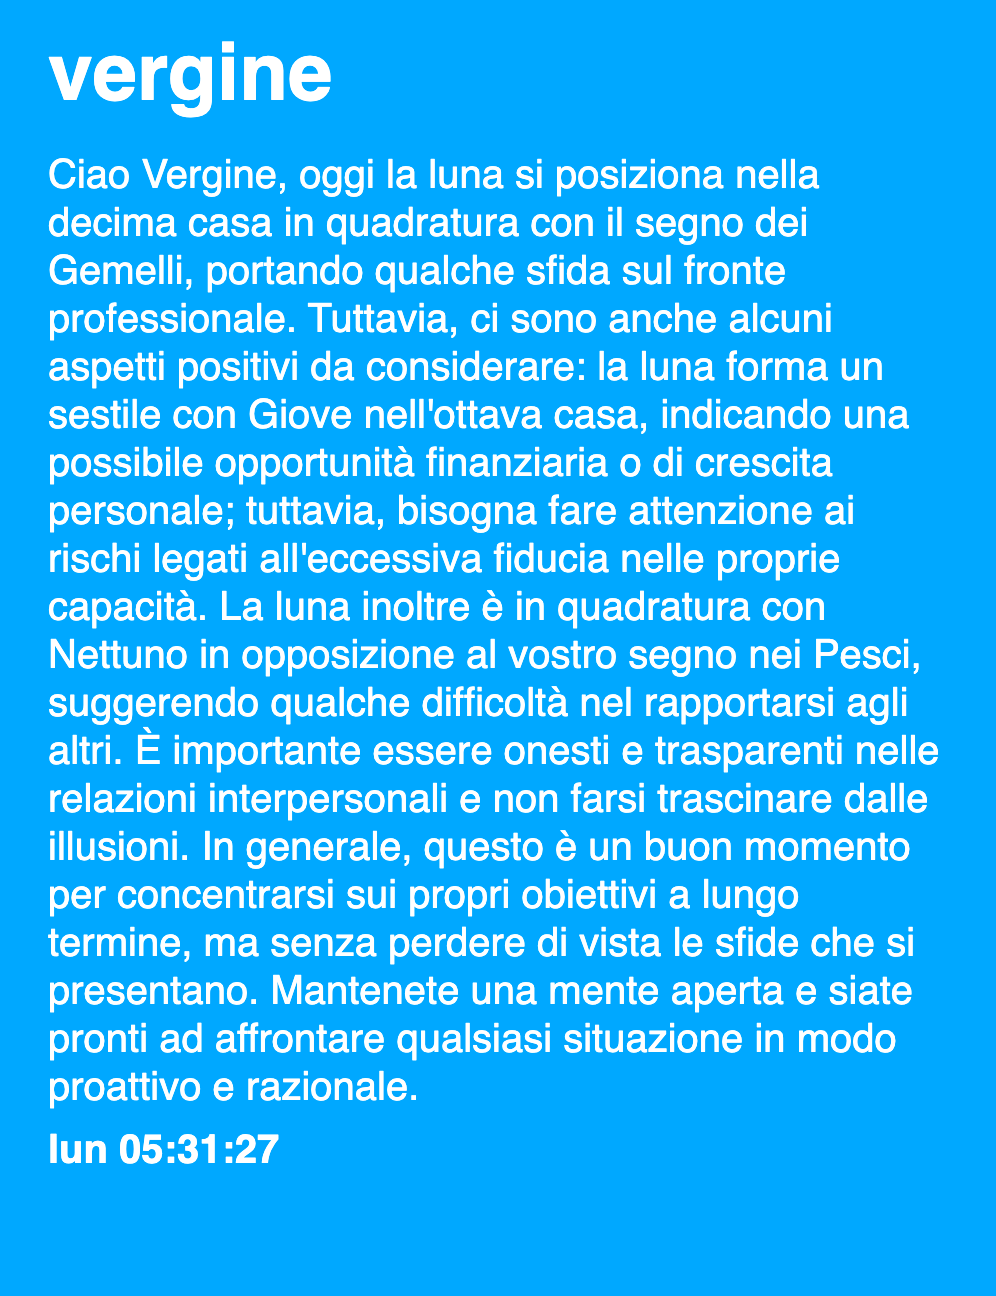 vergine
Ciao Vergine, oggi la luna si posiziona nella
decima casa in quadratura con il segno dei
Gemelli, portando qualche sfida sul fronte
professionale. Tuttavia, ci sono anche alcuni
aspetti positivi da considerare: la luna forma un
sestile con Giove nell'ottava casa, indicando una
possibile opportunità finanziaria o di crescita
personale; tuttavia, bisogna fare attenzione ai
rischi legati all'eccessiva fiducia nelle proprie
capacità. La luna inoltre è in quadratura con
Nettuno in opposizione al vostro segno nei Pesci,
suggerendo qualche difficoltà nel rapportarsi agli
altri. È importante essere onesti e trasparenti nelle
relazioni interpersonali e non farsi trascinare dalle
illusioni. In generale, questo è un buon momento
per concentrarsi sui propri obiettivi a lungo
termine, ma senza perdere di vista le sfide che si
presentano. Mantenete una mente aperta e siate
pronti ad affrontare qualsiasi situazione in modo
proattivo e razionale.
lun 05:31:27